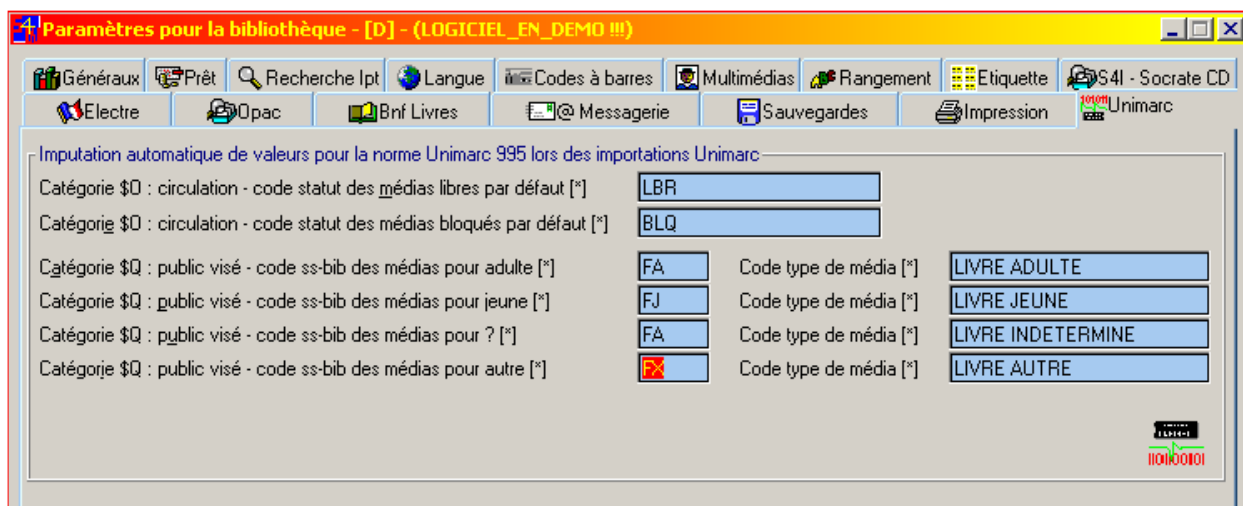 Paramètres pour la bibliothèque - [D] - (LOGICIEL_EN_DEMO !!!)
Généraux Prêt Recherche Ipt Langue Codes à barres Multimédias Rangement Etiquette S4I - Socrate CD
Electre Opac Bnf Livres @ Messagerie Sauvegardes Impression Unimarc
Imputation automatique de valeurs pour la norme Unimarc 995 lors des importations Unimarc
Catégorie $O : circulation - code statut des médias libres par défaut [*] LBR
Catégorie $O : circulation - code statut des médias bloqués par défaut [*] BLQ
Catégorie $Q : public visé - code ss-bib des médias pour adulte [*] FA Code type de média [*] LIVRE ADULTE
Catégorie $Q : public visé - code ss-bib des médias pour jeune [*] FJ Code type de média [*] LIVRE JEUNE
Catégorie $Q : public visé - code ss-bib des médias pour ? [*] FA Code type de média [*] LIVRE INDETERMINE
Catégorie $Q : public visé - code ss-bib des médias pour autre [*] FX Code type de média [*] LIVRE AUTRE